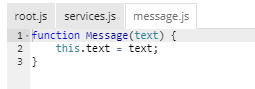 root.js services.js message.js
1 function Message(text) {
2     this.text = text;
3 }